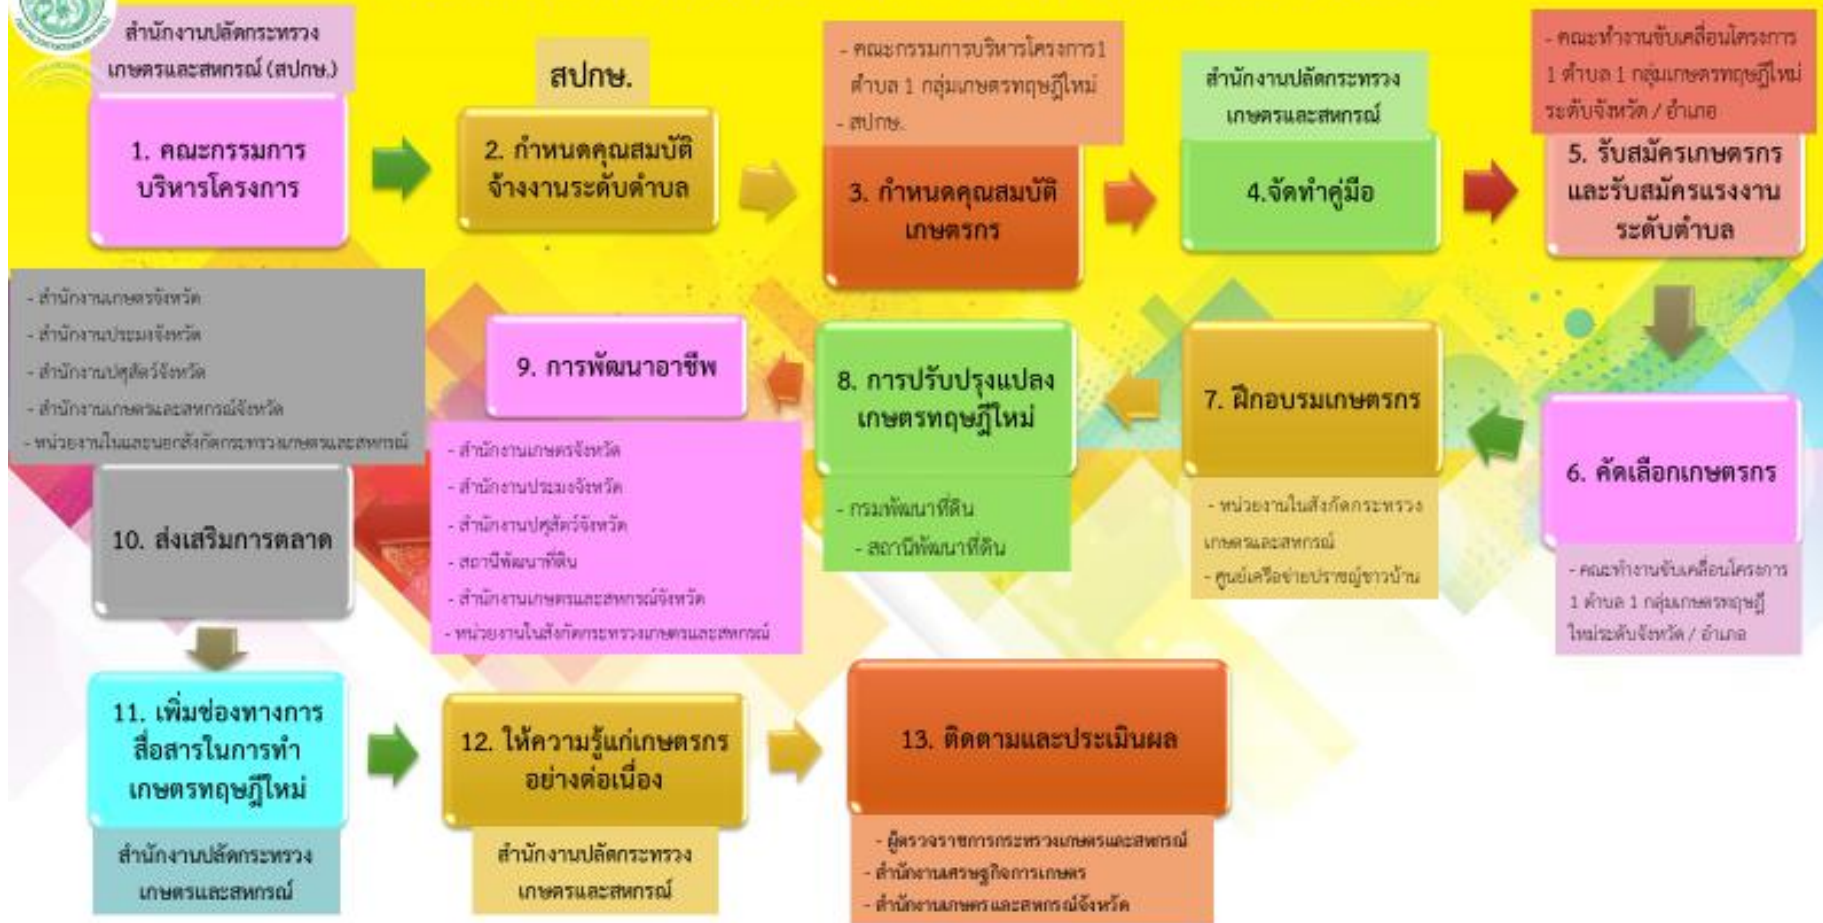 สำนักงานปลัดกระทรวง
เกษตรและสหกรณ์ (สปกษ.)
1. คณะกรรมการ
บริหารโครงการ
สปกษ.
2. กำหนดคุณสมบัติ
จ้างงานระดับตำบล
- คณะกรรมการบริหารโครงการ1
ตำบล 1 กลุ่มเกษตรทฤษฎีใหม่
- สปกษ.
3. กำหนดคุณสมบัติ
เกษตรกร
สำนักงานปลัดกระทรวง
เกษตรและสหกรณ์
4.จัดทำคู่มือ
- คณะทำงานขับเคลื่อนโครงการ
1 ตำบล 1 กลุ่มเกษตรทฤษฎีใหม่
ระดับจังหวัด / อำเภอ
5. รับสมัครเกษตรกร
และรับสมัครแรงงาน
ระดับตำบล
6. คัดเลือกเกษตรกร
- คณะทำงานขับเคลื่อนโครงการ
1 ตำบล 1 กลุ่มเกษตรทฤษฎี
ใหม่ระดับจังหวัด / อำเภอ
7. ฝึกอบรมเกษตรกร
- หน่วยงานในสังกัดกระทรวง
เกษตรและสหกรณ์
- ศูนย์เครือข่ายปราชญ์ชาวบ้าน
8. การปรับปรุงแปลง
เกษตรทฤษฎีใหม่
- กรมพัฒนาที่ดิน
- สถานีพัฒนาที่ดิน
9. การพัฒนาอาชีพ
- สำนักงานเกษตรจังหวัด
- สำนักงานประมงจังหวัด
- สำนักงานปศุสัตว์จังหวัด
- สถานีพัฒนาที่ดิน
- สำนักงานเกษตรและสหกรณ์จังหวัด
- หน่วยงานในสังกัดกระทรวงเกษตรและสหกรณ์
- สำนักงานเกษตรจังหวัด
- สำนักงานประมงจังหวัด
- สำนักงานปศุสัตว์จังหวัด
- สำนักงานเกษตรและสหกรณ์จังหวัด
- หน่วยงานในและนอกสังกัดกระทรวงเกษตรและสหกรณ์
10. ส่งเสริมการตลาด
11. เพิ่มช่องทางการ
สื่อสารในการทำ
เกษตรทฤษฎีใหม่
สำนักงานปลัดกระทรวง
เกษตรและสหกรณ์
12. ให้ความรู้แก่เกษตรกร
อย่างต่อเนื่อง
สำนักงานปลัดกระทรวง
เกษตรและสหกรณ์
13. ติดตามและประเมินผล
- ผู้ตรวจราชการกระทรวงเกษตรและสหกรณ์
- สำนักงานเศรษฐกิจการเกษตร
- สำนักงานเกษตรและสหกรณ์จังหวัด